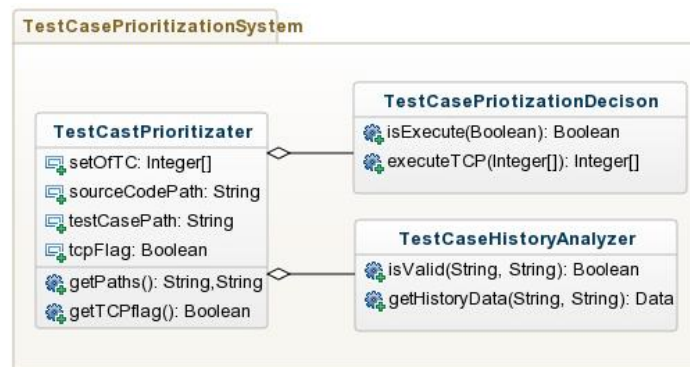 TestCasePrioritizationSystem
TestCastPrioritizater
setOfTC: Integer[]
sourceCodePath: String
testCasePath: String
tcpFlag: Boolean
getPaths(): String,String
getTCPflag(): Boolean
TestCasePriotizationDecison
isExecute(Boolean): Boolean
executeTCP(Integer[]): Integer[]
TestCaseHistoryAnalyzer
isValid(String, String): Boolean
getHistoryData(String, String): Data